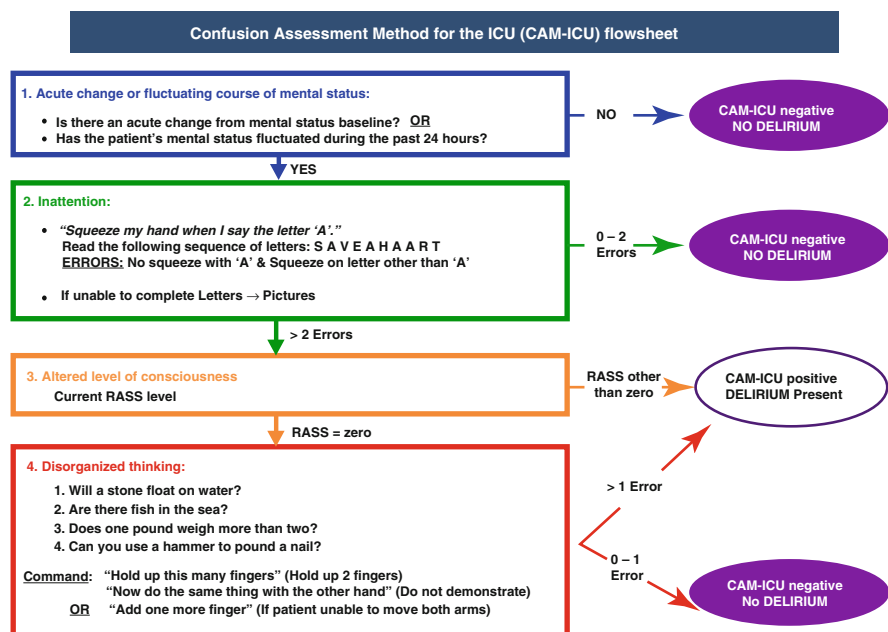 Confusion Assessment Method for the ICU (CAM-ICU) flowsheet
1. Acute change or fluctuating course of mental status:
• Is there an acute change from mental status baseline? OR
• Has the patient's mental status fluctuated during the past 24 hours?
NO
CAM-ICU negative
NO DELIRIUM
YES
2. Inattention:
• "Squeeze my hand when I say the letter 'A'."
Read the following sequence of letters: S A V E A H A A R T
ERRORS: No squeeze with 'A' & Squeeze on letter other than 'A'
• If unable to complete Letters → Pictures
0 – 2
Errors
CAM-ICU negative
NO DELIRIUM
> 2 Errors
3. Altered level of consciousness
Current RASS level
RASS other
than zero
CAM-ICU positive
DELIRIUM Present
RASS = zero
4. Disorganized thinking:
1. Will a stone float on water?
2. Are there fish in the sea?
3. Does one pound weigh more than two?
4. Can you use a hammer to pound a nail?
Command: "Hold up this many fingers" (Hold up 2 fingers)
"Now do the same thing with the other hand" (Do not demonstrate)
OR "Add one more finger" (If patient unable to move both arms)
> 1 Error
0 – 1
Error
CAM-ICU negative
No DELIRIUM